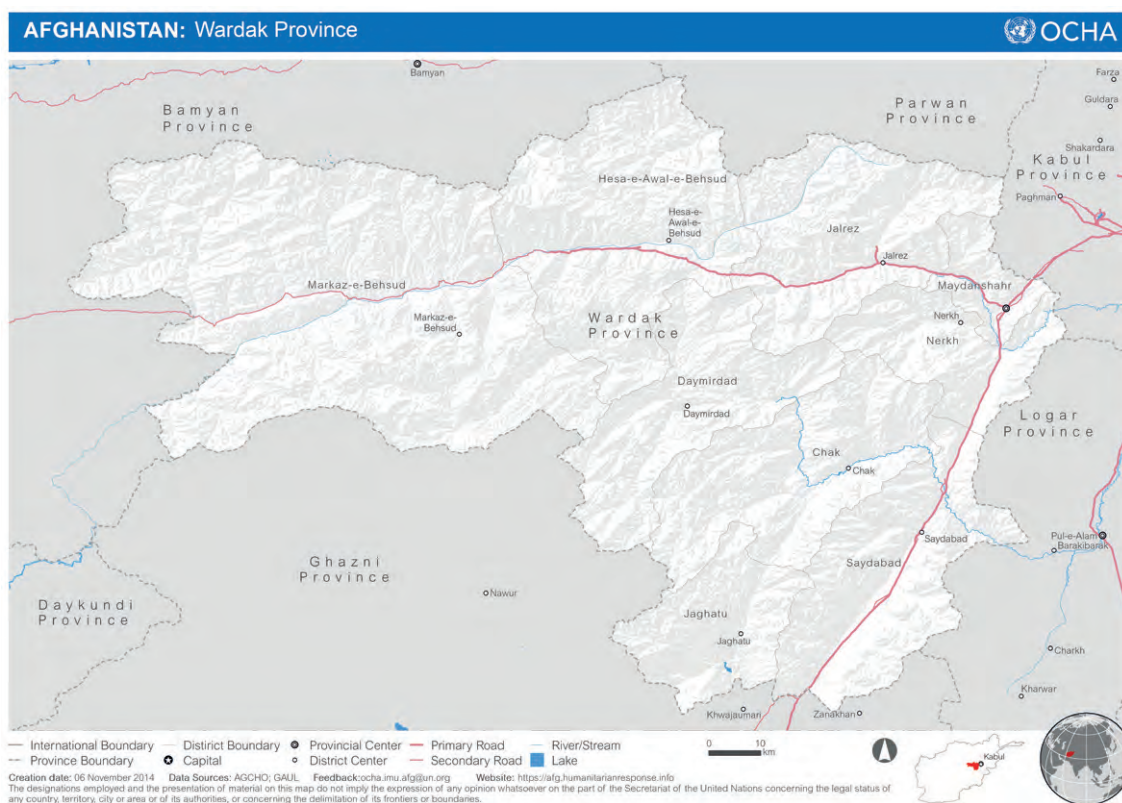 AFGHANISTAN: Wardak Province
OCHA
Bamyan
Farza
Guldara
Bamyan
Province
Parwan
Province
Shakardara
Kabul
Province
Hesa-e-Awal-e-Behsud
Paghman
Hesa-e-
Awal-e-
Behsud
Jalrez
Jalrez
Markaz-e-Behsud
Maydanshahr
Markaz-e-
Behsud
Wardak
Province
Nerkh
Nerkh
Daymirdad
Daymirdad
Logar
Province
Chak
Chak
Saydabad
Pul-e-Alam
Barakibarak
Ghazni
Province
Saydabad
Nawur
Daykundi
Province
Jaghatu
Jaghatu
Charkh
Kharwar
Khwajaumari
Zanakhan
International Boundary
District Boundary
Provincial Center
Primary Road
River/Stream
0 10
km
Province Boundary
Capital
District Center
Secondary Road
Lake
Kabul
Creation date: 06 November 2014 Data Sources: AGCHO; GAUL Feedback:ocha.imu.afg@un.org Website: https://afg.humanitarianresponse.info
The designations employed and the presentation of material on this map do not imply the expression of any opinion whatsoever on the part of the Secretariat of the United Nations concerning the legal status of
any country, territory, city or area or of its authorities, or concerning the delimitation of its frontiers or boundaries.